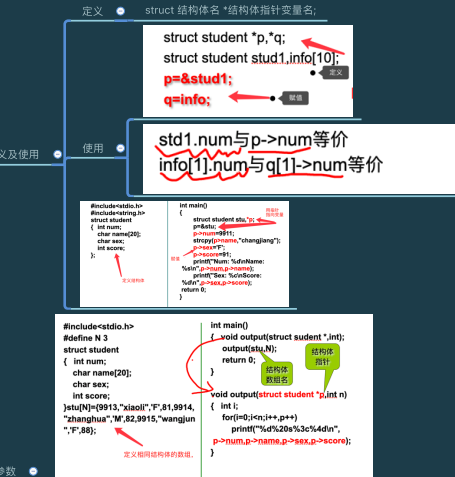 定义
struct 结构体名 *结构体指针变量名;
struct student *p,*q;
struct student stud1,info[10];
定义
p=&stud1;
q=info;
赋值
义及使用
使用
std1.num与p->num等价
info[1].num与q[1]->num等价
#include<stdio.h>
#include<string.h>
struct student
{ int num;
char name[20];
char sex;
int score;
};
定义结构体
int main()
{
struct student stu,*p;
p=&stu;
p->num=9911;
strcpy(p->name,"changjiang");
p->sex='F';
p->score=91;
printf("Num: %d\nName:
%s\n",p->num,p->name);
printf("Sex: %c\nScore:
%d\n",p->sex,p->score);
return 0;
}
赋值
#include<stdio.h>
#define N 3
struct student
{ int num;
char name[20];
char sex;
int score;
}stu[N]={{9913,"xiaoli",'F',81,9914,
"zhanghua",'M',82,9915,"wangjun
",'F',88};
定义相同结构体的数组。
int main()
{ void output(struct sudent *,int);
output(stu,N);
return 0;
}
结构体
数组名
结构体
指针
void output(struct student *p,int n)
{ int i;
for(i=0;i<n;i++,p++)
printf("%d%20s%3c%4d\n",
p->num,p->name,p->sex,p->score);
}
参数